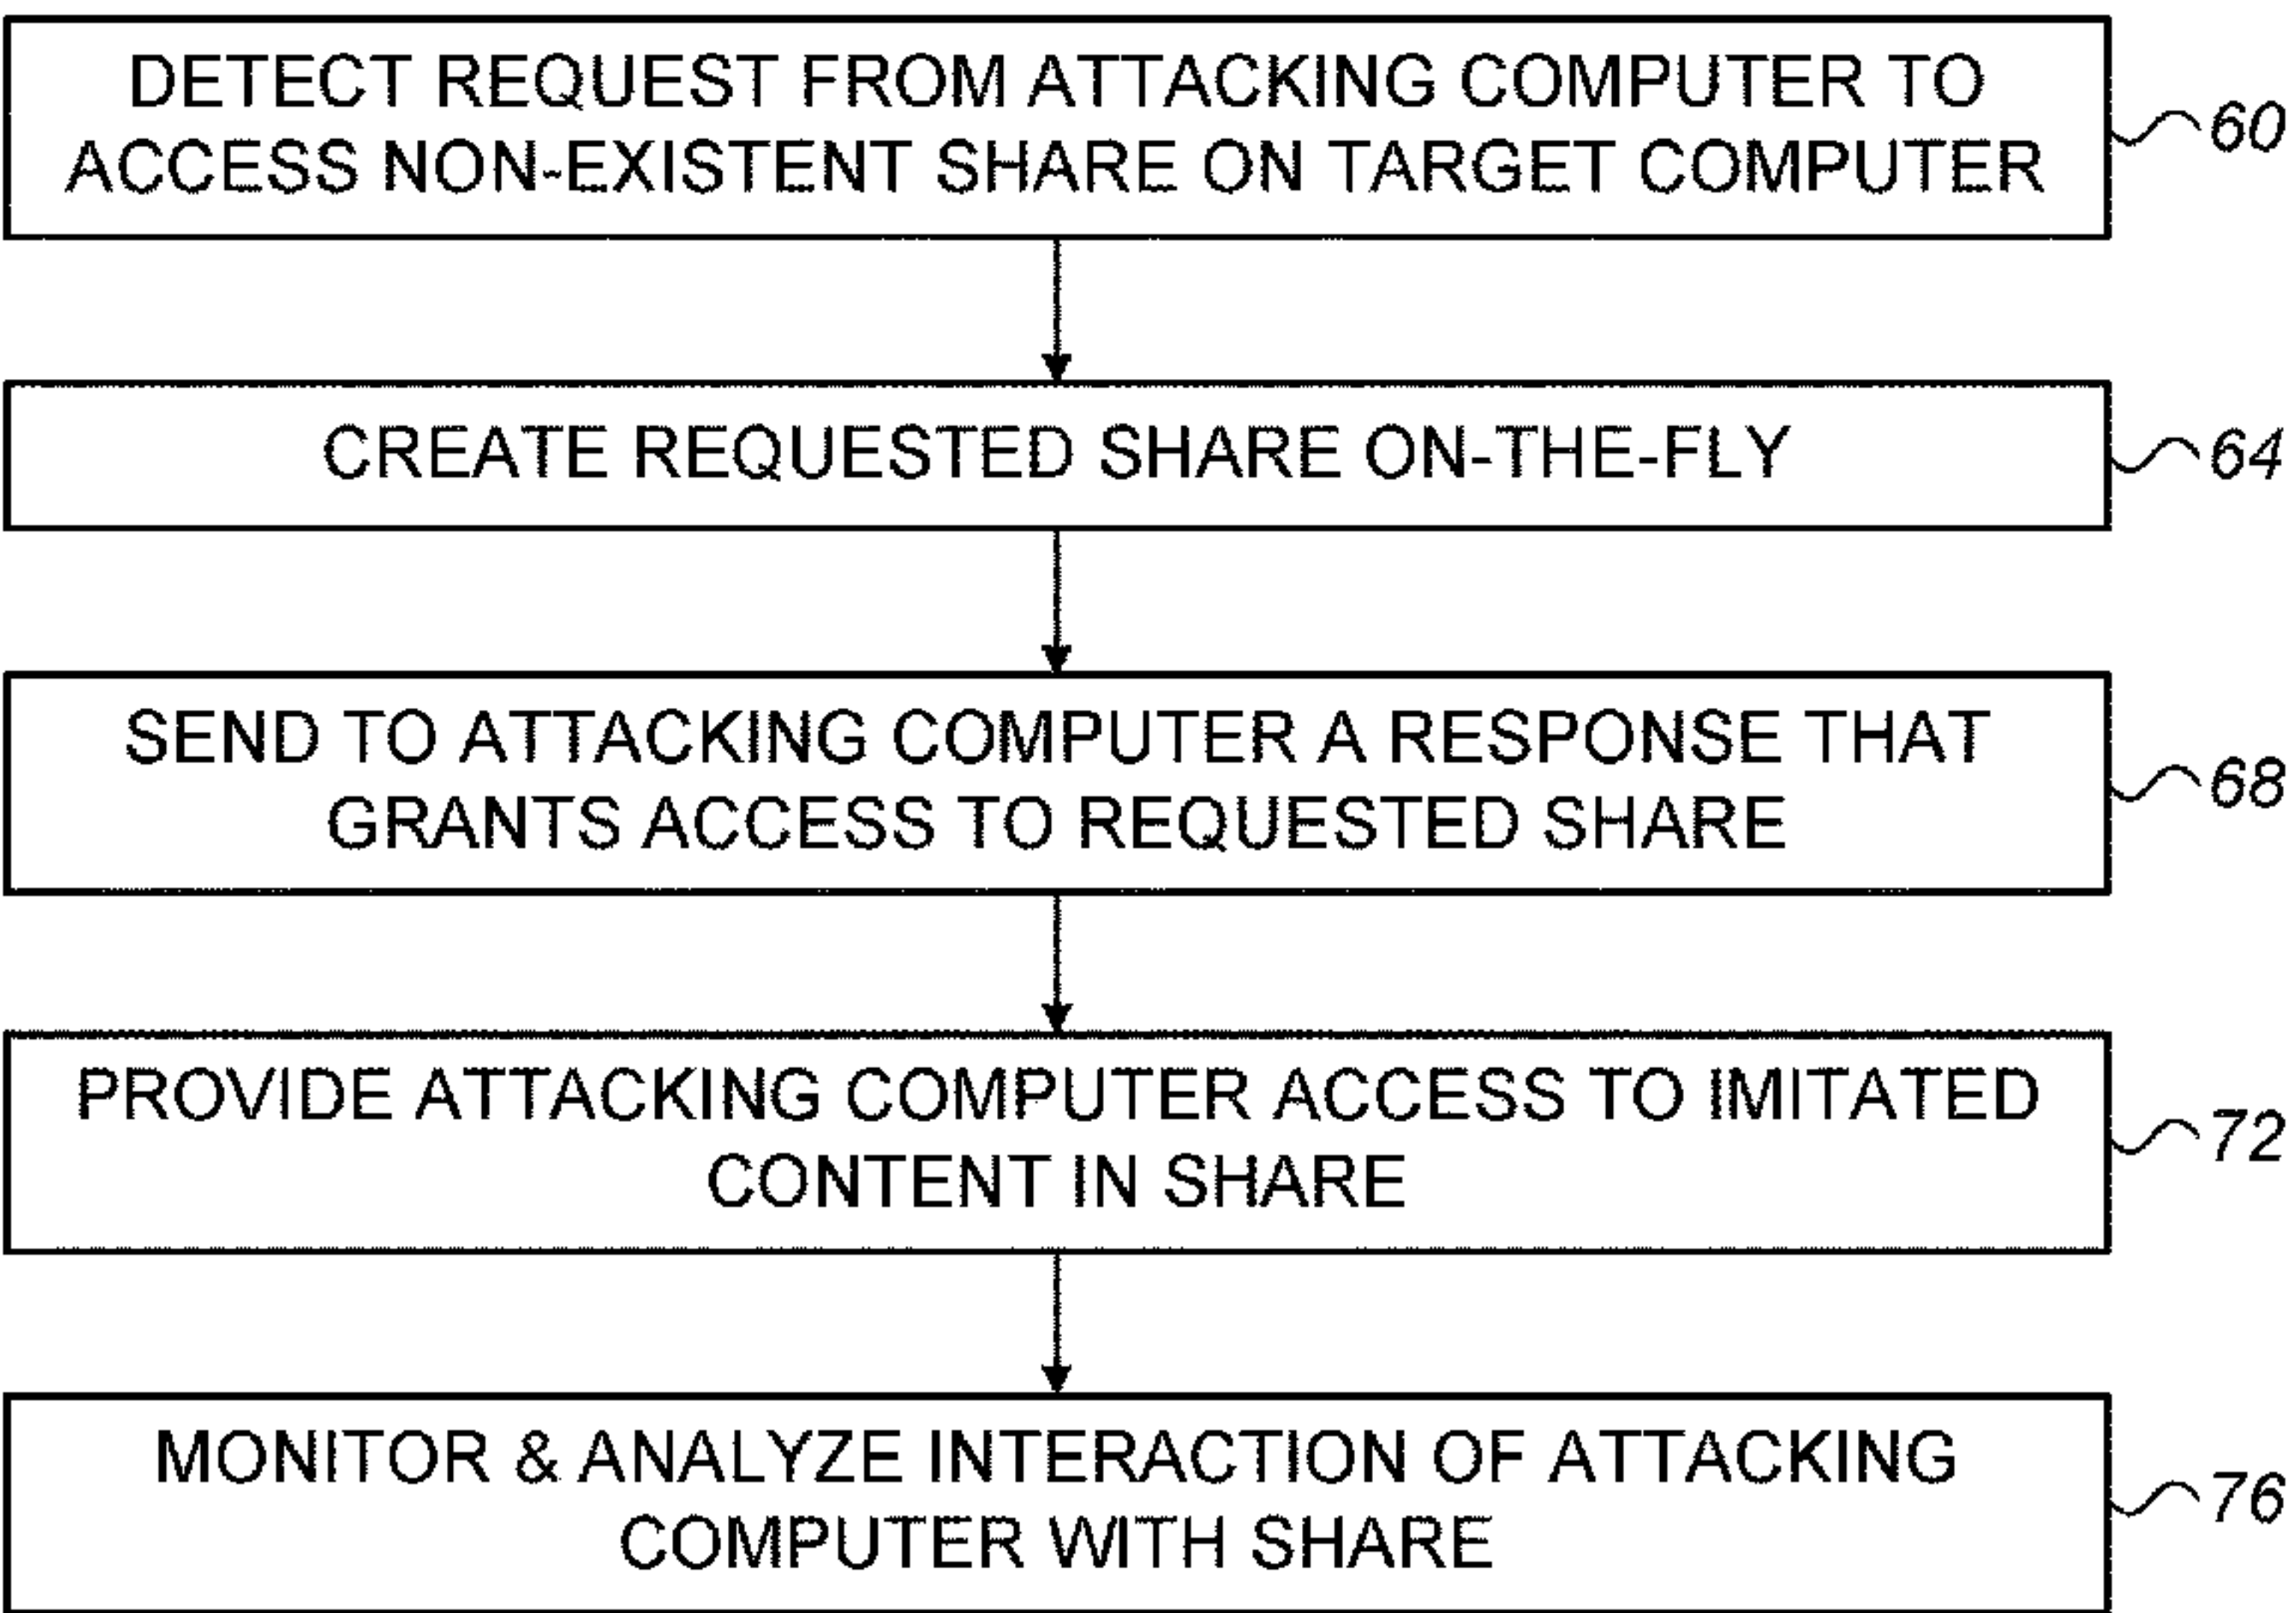 DETECT REQUEST FROM ATTACKING COMPUTER TO
ACCESS NON-EXISTENT SHARE ON TARGET COMPUTER
60
CREATE REQUESTED SHARE ON-THE-FLY
64
SEND TO ATTACKING COMPUTER A RESPONSE THAT
GRANTS ACCESS TO REQUESTED SHARE
68
PROVIDE ATTACKING COMPUTER ACCESS TO IMITATED
CONTENT IN SHARE
72
MONITOR & ANALYZE INTERACTION OF ATTACKING
COMPUTER WITH SHARE
76